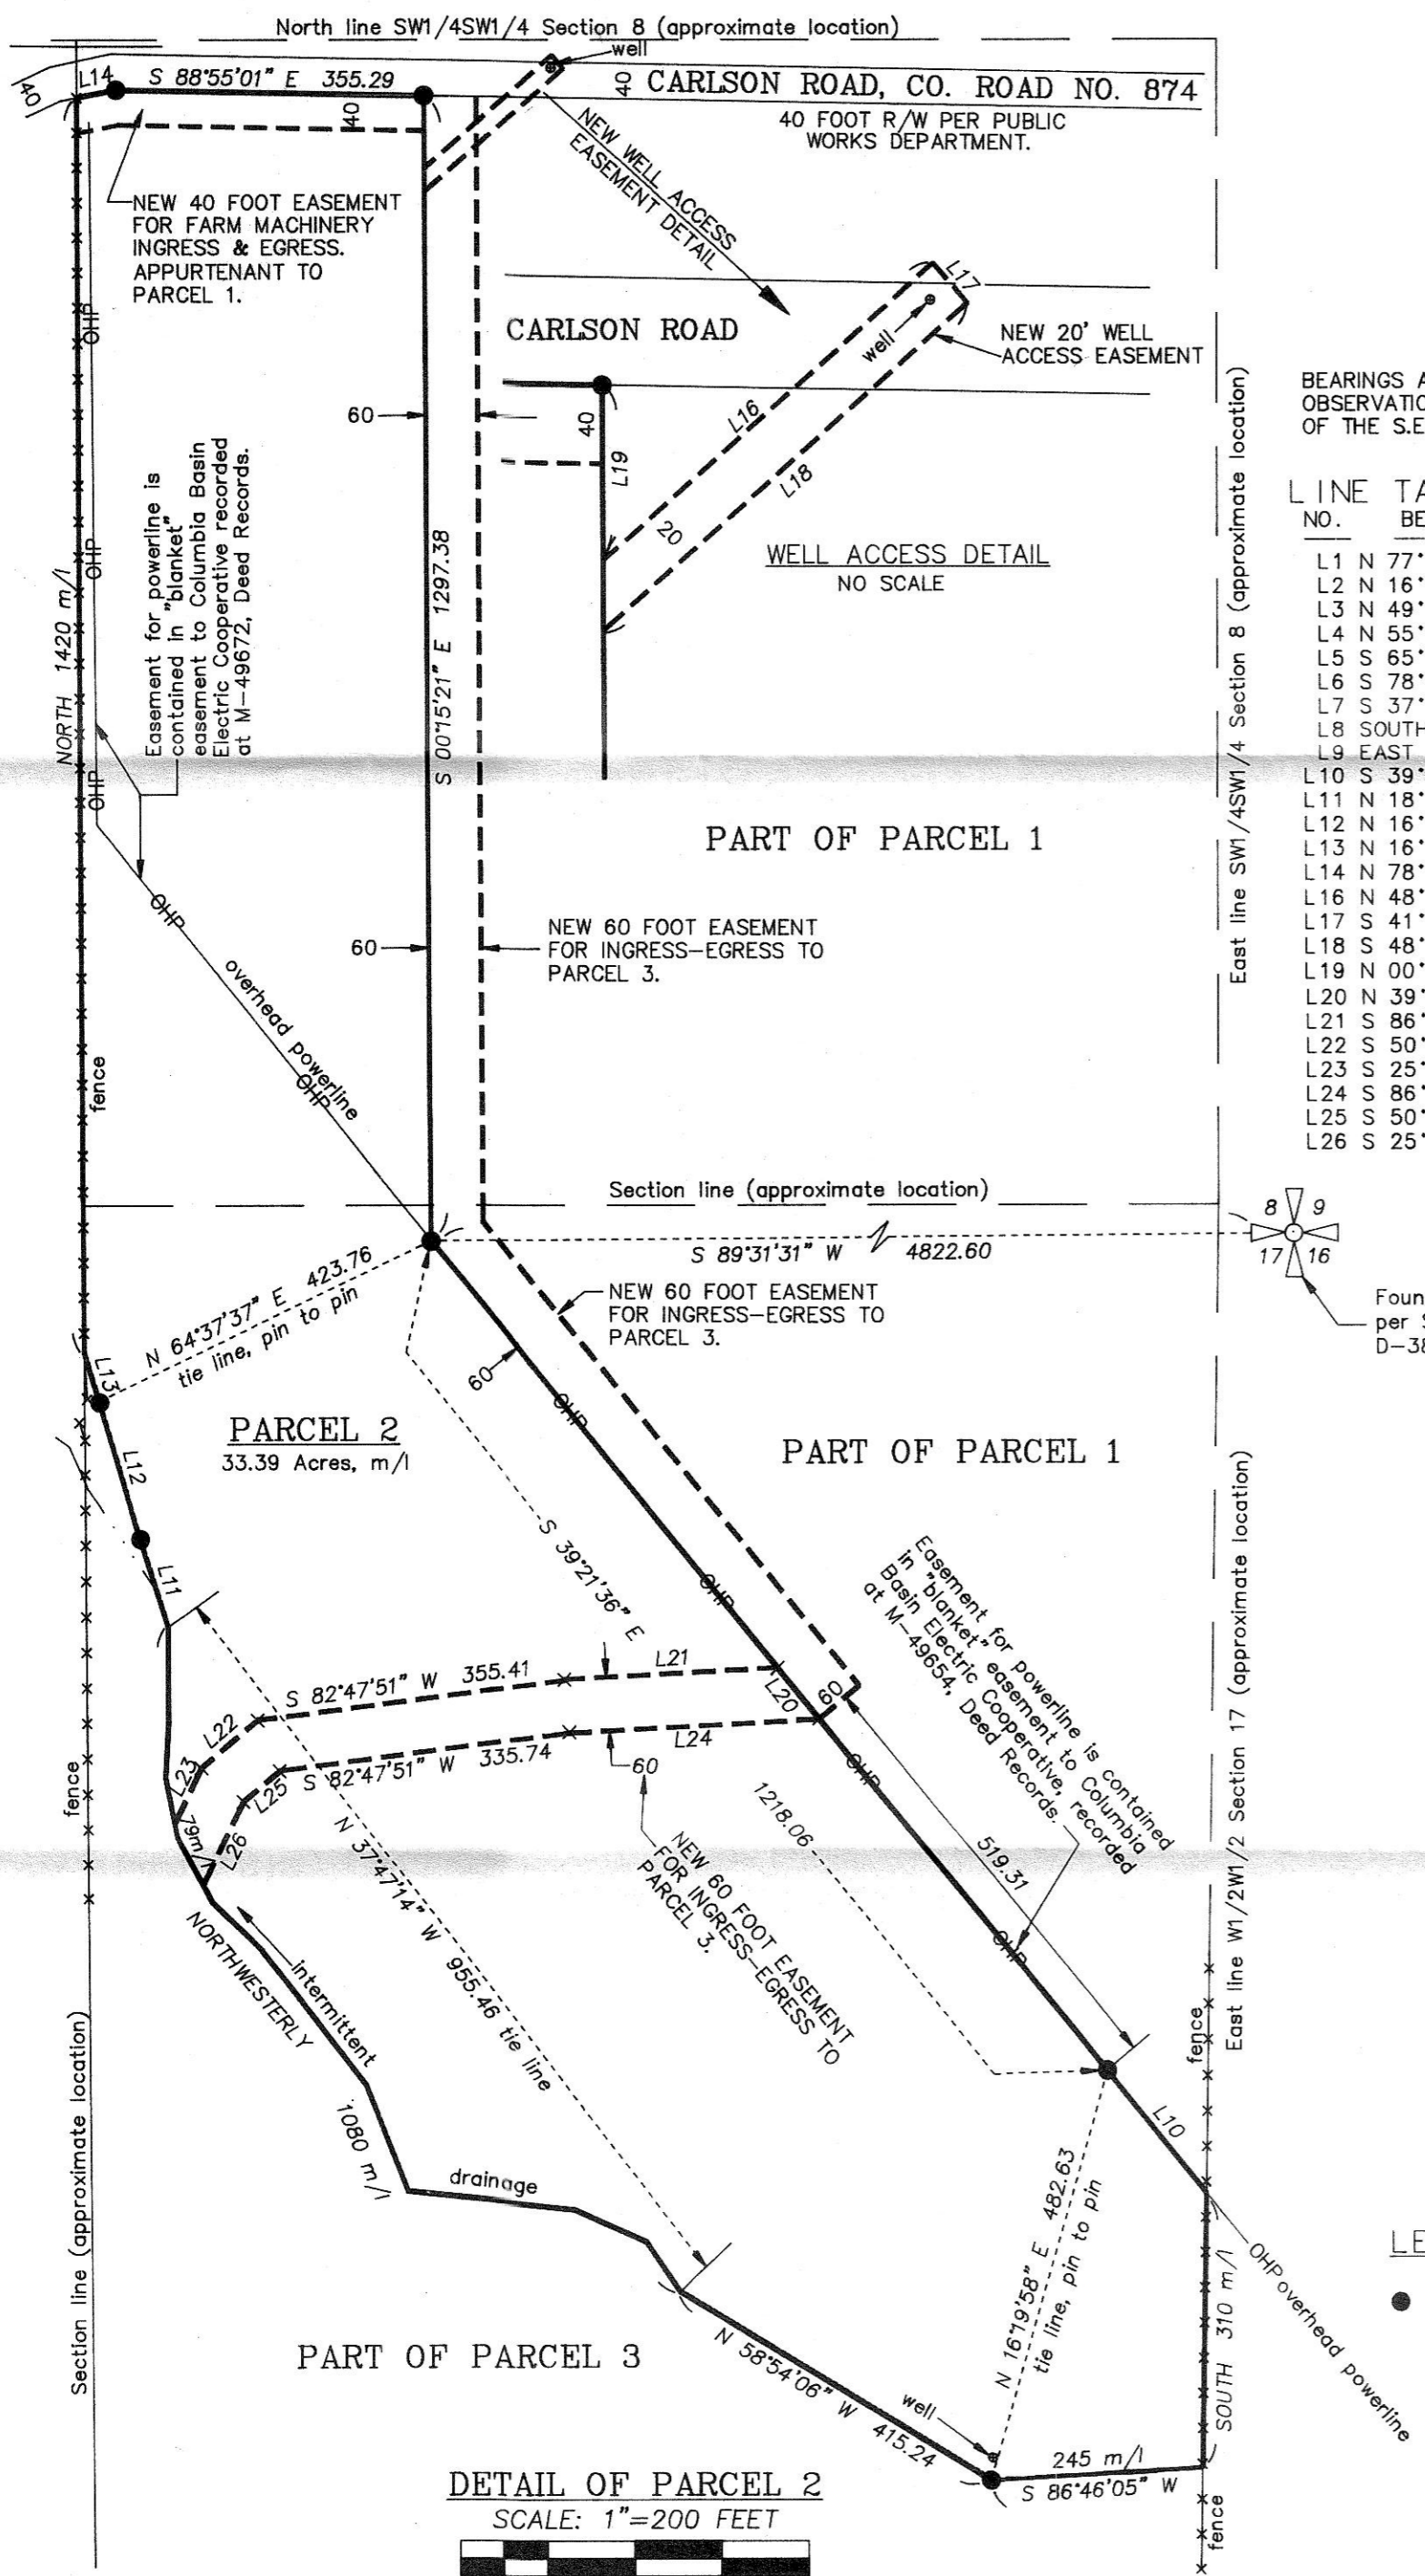 North line SW1/4SW1/4 Section 8 (approximate location)
well
L14
S 88°55'01" E 355.29
40
40
40
CARLSON ROAD, CO. ROAD NO. 874
40 FOOT R/W PER PUBLIC
WORKS DEPARTMENT.
NEW 40 FOOT EASEMENT
FOR FARM MACHINERY
INGRESS & EGRESS.
APPURTENANT TO
PARCEL 1.
NEW WELL ACCESS
EASEMENT DETAIL
L17
CARLSON ROAD
well
NEW 20' WELL
ACCESS EASEMENT
OHP
60
40
L19
L16
L18
20
WELL ACCESS DETAIL
NO SCALE
Easement for powerline is
contained in "blanket"
easement to Columbia Basin
Electric Cooperative recorded
at M-49672, Deed Records.
NORTH 1420 m/l
OHP
OHP
S 00°15'21" E 1297.38
East line SW1/4SW1/4 Section 8 (approximate location)
BEARINGS A
OBSERVATIO
OF THE S.E
LINE TA
NO. BE
L1 N 77°
L2 N 16°
L3 N 49°
L4 N 55°
L5 S 65°
L6 S 78°
L7 S 37°
L8 SOUTH
L9 EAST
L10 S 39°
L11 N 18°
L12 N 16°
L13 N 16°
L14 N 78°
L16 N 48°
L17 S 41°
L18 S 48°
L19 N 00°
L20 N 39°
L21 S 86°
L22 S 50°
L23 S 25°
L24 S 86°
L25 S 50°
L26 S 25°
PART OF PARCEL 1
OHP
60
NEW 60 FOOT EASEMENT
FOR INGRESS-EGRESS TO
PARCEL 3.
overhead powerline
OHP
fence
Section line (approximate location)
S 89°31'31" W 4822.60
8 9
17 16
Foun
per S
D-38
NEW 60 FOOT EASEMENT
FOR INGRESS-EGRESS TO
PARCEL 3.
N 64°37'37" E 423.76
tie line, pin to pin
L13
60
OHP
PARCEL 2
33.39 Acres, m/l
PART OF PARCEL 1
L12
L11
S 39°21'36" E
OHP
Easement for powerline is contained
in "blanket" easement to Columbia
Basin Electric Cooperative, recorded
at M-49654, Deed Records.
East line W1/2W1/2 Section 17 (approximate location)
S 82°47'51" W 355.41
L21
L20
60
L22
L23
S 82°47'51" W 335.74
L24
60
L25
L26
76m/l
fence
OHP
1218.06
519.31
N 37°47'14" W 955.46 tie line
NEW 60 FOOT EASEMENT
FOR INGRESS-EGRESS TO
PARCEL 3.
OHP
NORTHWESTERLY
intermittent
1080 m/l
drainage
fence
L10
Section line (approximate location)
N 16°19'58" E 482.63
tie line, pin to pin
SOUTH 310 m/l
OHP overhead powerline
LE
PART OF PARCEL 3
N 58°54'06" W 415.24
well
245 m/l
S 86°46'05" W
fence
DETAIL OF PARCEL 2
SCALE: 1"=200 FEET